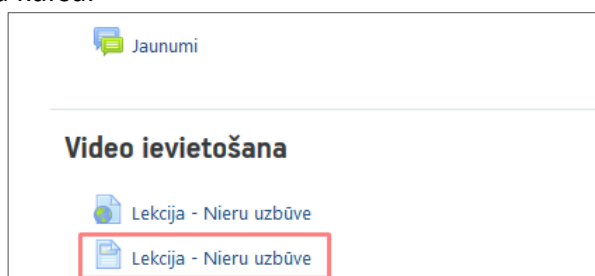 Jaunumi
Video ievietošana
Lekcija - Nieru uzbūve
Lekcija - Nieru uzbūve